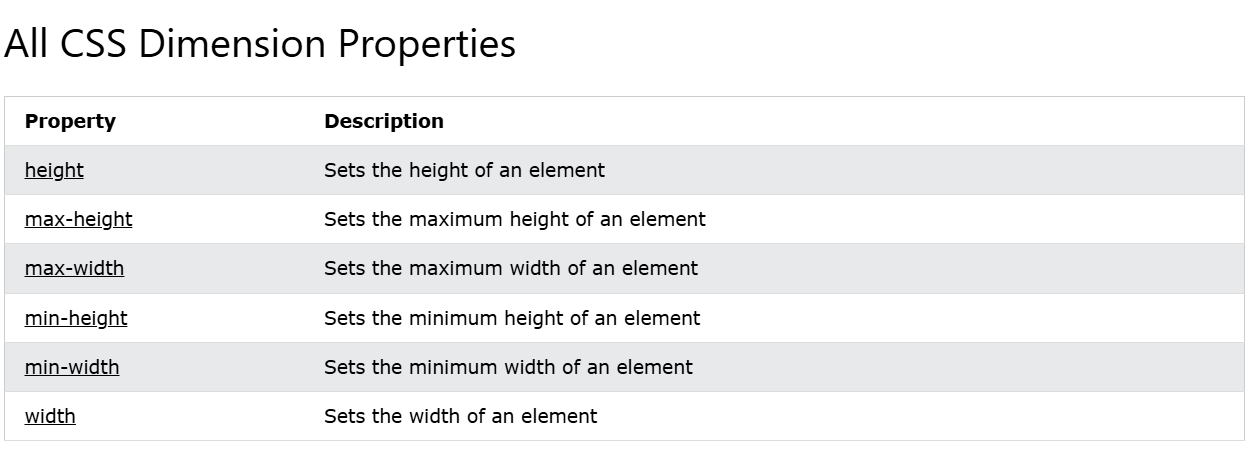 All CSS Dimension Properties
Property Description
height Sets the height of an element
max-height Sets the maximum height of an element
max-width Sets the maximum width of an element
min-height Sets the minimum height of an element
min-width Sets the minimum width of an element
width Sets the width of an element